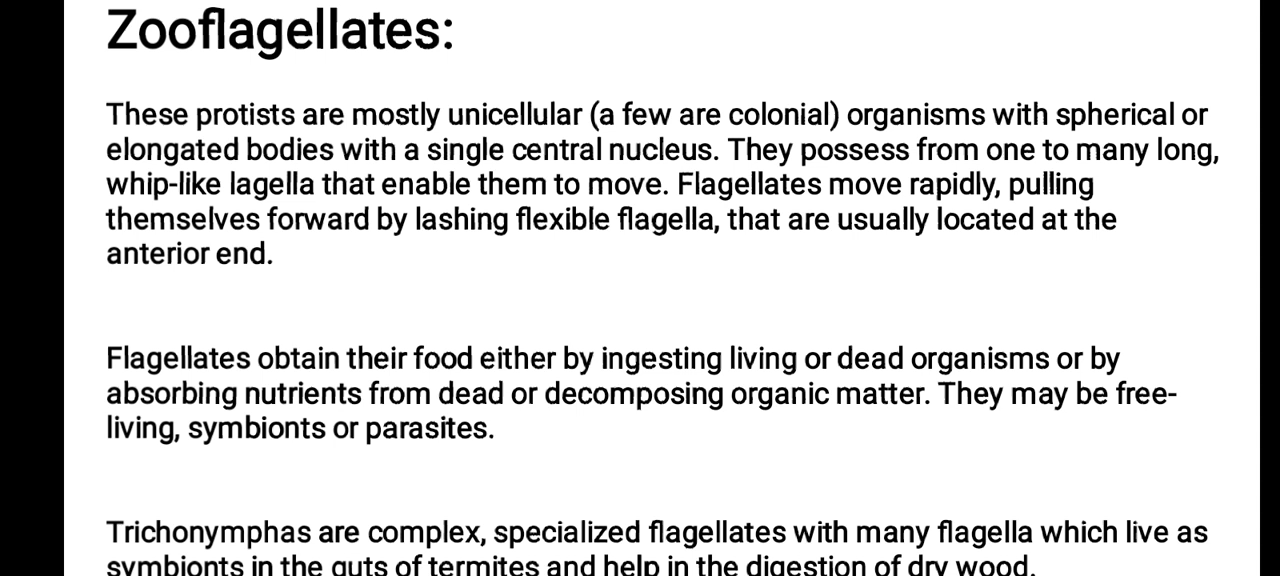 Zooflagellates:
These protists are mostly unicellular (a few are colonial) organisms with spherical or
elongated bodies with a single central nucleus. They possess from one to many long,
whip-like lagella that enable them to move. Flagellates move rapidly, pulling
themselves forward by lashing flexible flagella, that are usually located at the
anterior end.
Flagellates obtain their food either by ingesting living or dead organisms or by
absorbing nutrients from dead or decomposing organic matter. They may be free-
living, symbionts or parasites.
Trichonymphas are complex, specialized flagellates with many flagella which live as
symbionts in the guts of termites and help in the digestion of dry wood.